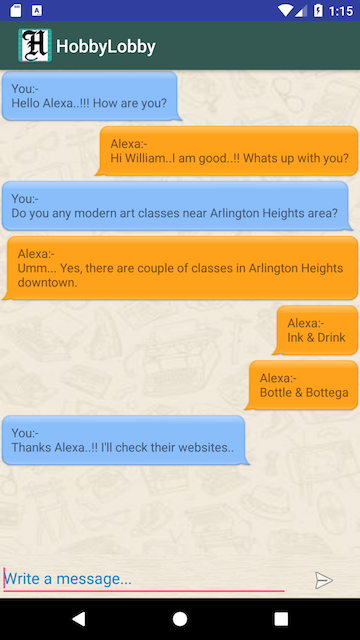 A
1:15
H
HobbyLobby
You:-
Hello Alexa..!!! How are you?
Alexa:-
Hi William..I am good..!! Whats up with you?
You:-
Do you any modern art classes near Arlington Heights area?
Alexa:-
Umm... Yes, there are couple of classes in Arlington Heights
downtown.
Alexa:-
Ink & Drink
Alexa:-
Bottle & Bottega
You:-
Thanks Alexa..!! I'll check their websites..
Write a message...